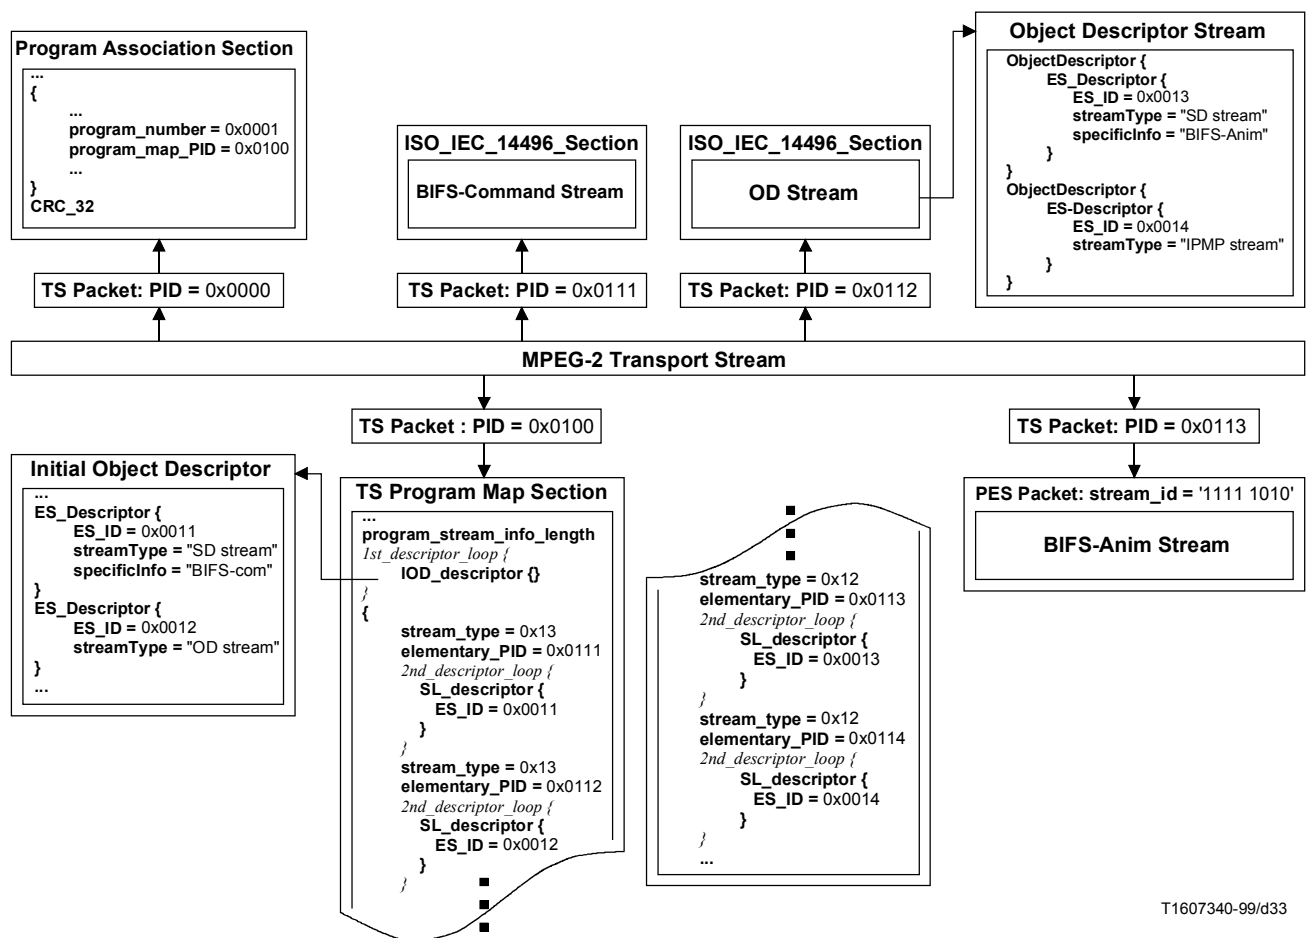 Program Association Section
...
{
...
program_number = 0x0001
program_map_PID = 0x0100
...
}
CRC_32
TS Packet: PID = 0x0000
ISO_IEC_14496_Section
BIFS-Command Stream
TS Packet: PID = 0x0111
ISO_IEC_14496_Section
OD Stream
TS Packet: PID = 0x0112
Object Descriptor Stream
ObjectDescriptor {
ES_Descriptor {
ES_ID = 0x0013
streamType = "SD stream"
specificInfo = "BIFS-Anim"
}
}
ObjectDescriptor {
ES-Descriptor {
ES_ID = 0x0014
streamType = "IPMP stream"
}
}
MPEG-2 Transport Stream
TS Packet : PID = 0x0100
TS Packet: PID = 0x0113
Initial Object Descriptor
...
ES_Descriptor {
ES_ID = 0x0011
streamType = "SD stream"
specificInfo = "BIFS-com"
}
ES_Descriptor {
ES_ID = 0x0012
streamType = "OD stream"
}
...
TS Program Map Section
...
program_stream_info_length
1st_descriptor_loop {
IOD_descriptor {}
}
{
stream_type = 0x13
elementary_PID = 0x0111
2nd_descriptor_loop {
SL_descriptor {
ES_ID = 0x0011
}
}
stream_type = 0x13
elementary_PID = 0x0112
2nd_descriptor_loop {
SL_descriptor {
ES_ID = 0x0012
}
}
stream_type = 0x12
elementary_PID = 0x0113
2nd_descriptor_loop {
SL_descriptor {
ES_ID = 0x0013
}
}
stream_type = 0x12
elementary_PID = 0x0114
2nd_descriptor_loop {
SL_descriptor {
ES_ID = 0x0014
}
}
...
PES Packet: stream_id = '1111 1010'
BIFS-Anim Stream
T1607340-99/d33